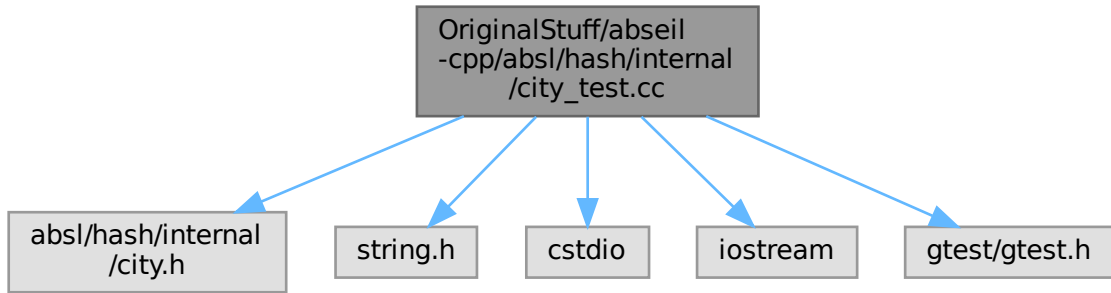 OriginalStuff/abseil
-cpp/absl/hash/internal
/city_test.cc
absl/hash/internal
/city.h
string.h
cstdio
iostream
gtest/gtest.h